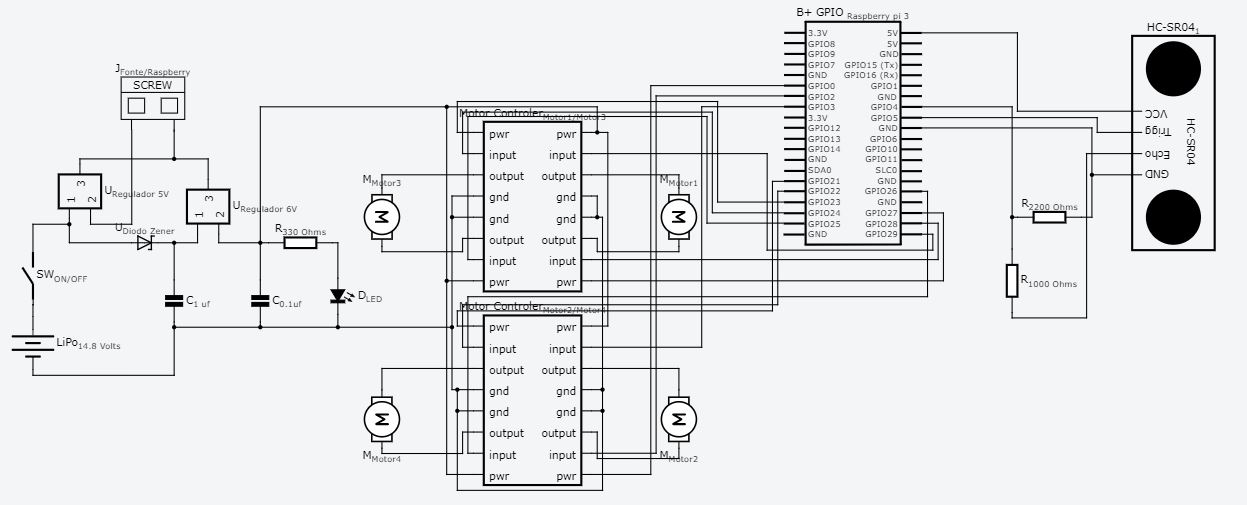 B+ GPIO Raspberry pi 3
3.3V 5V
GPIO8 5V
GPIO9 GND
GPIO7 GPIO15 (Tx)
GND GPIO16 (Rx)
GPIO0 GPIO1
GPIO2 GND
GPIO3 GPIO4
3.3V GPIO5
GPIO12 GND
GPIO13 GPIO6
GPIO14 GPIO10
GND GPIO11
SDA0 SLC0
GPIO21 GND
GPIO22 GPIO26
GPIO23 GND
GPIO24 GPIO27
GPIO25 GPIO28
GND GPIO29
HC-SR04 1
VCC
Trigg
Echo
GND
HC-SR04
J Fonte/Raspberry
SCREW
3
1 2
U Regulador 5V
3
1 2
U Regulador 6V
U Diodo Zener
R 330 Ohms
SW ON/OFF
C 1 uf
C 0.1uf
D LED
LiPo 14.8 Volts
Motor Controler Motor1/Motor3
pwr pwr
input input
output output
gnd gnd
gnd gnd
output output
input input
pwr pwr
M Motor3
M
M Motor1
M
Motor Controler Motor2/Motor4
pwr pwr
input input
output output
gnd gnd
gnd gnd
output output
input input
pwr pwr
M
M Motor4
M
M Motor2
R 2200 Ohms
R 1000 Ohms